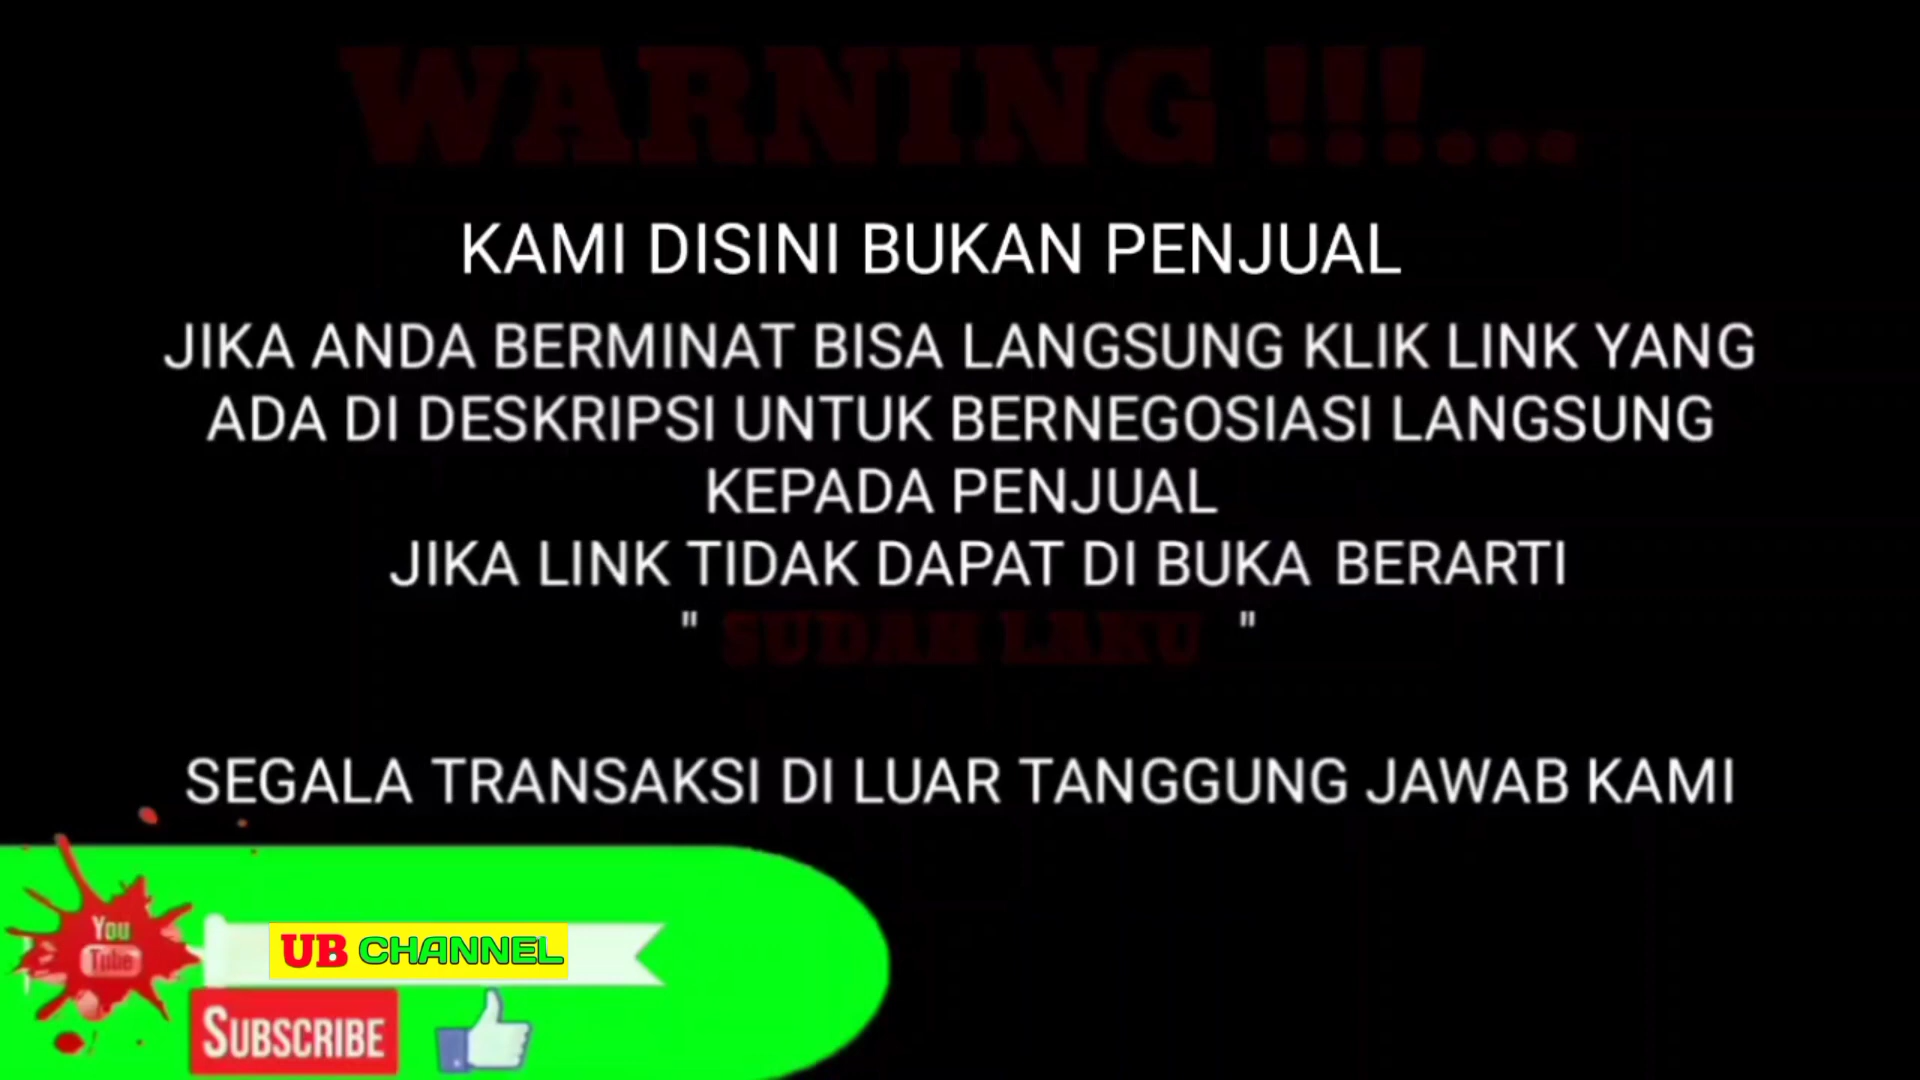 WARNING !!!...
KAMI DISINI BUKAN PENJUAL
JIKA ANDA BERMINAT BISA LANGSUNG KLIK LINK YANG
ADA DI DESKRIPSI UNTUK BERNEGOSIASI LANGSUNG
KEPADA PENJUAL
JIKA LINK TIDAK DAPAT DI BUKA BERARTI
" SUDAH LAKU "
SEGALA TRANSAKSI DI LUAR TANGGUNG JAWAB KAMI
You
Tube
UB CHANNEL
SUBSCRIBE